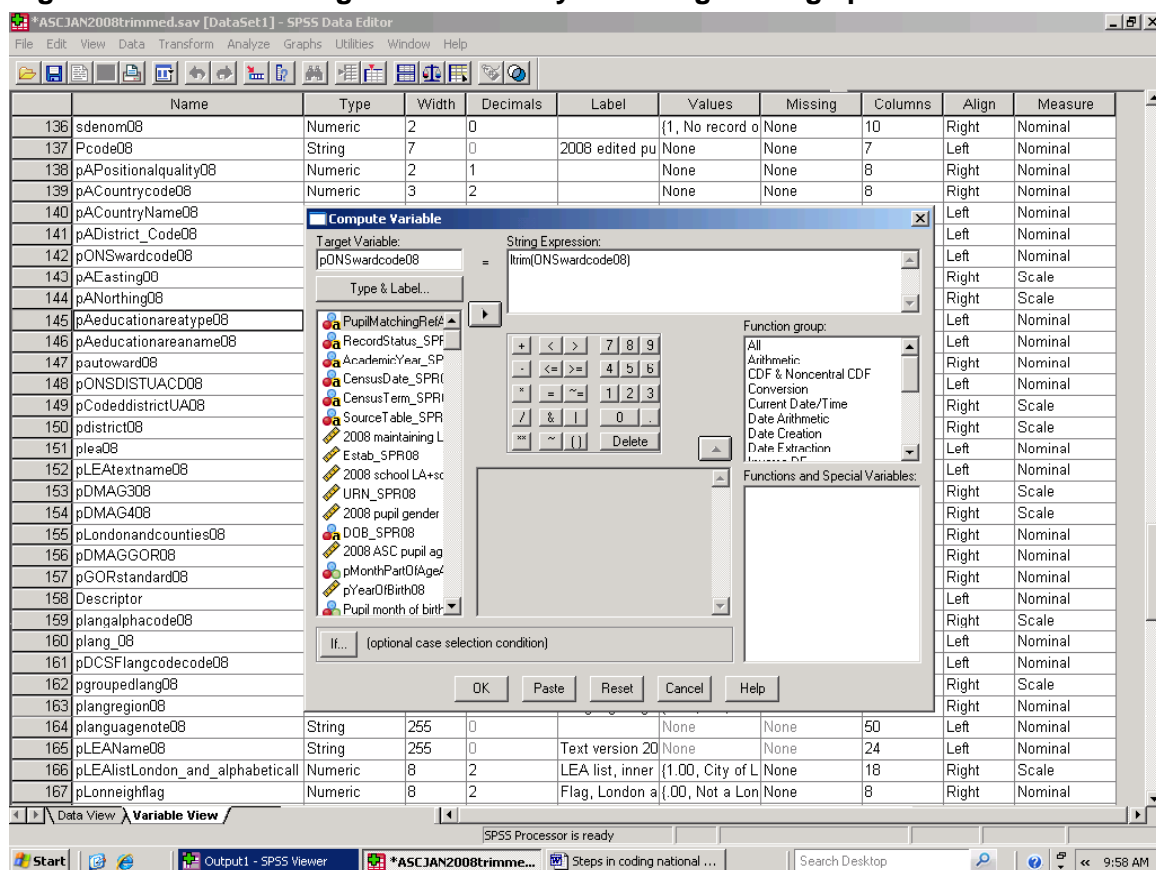 *ASCJAN2008trimmed.sav [DataSet1] - SPSS Data Editor
File Edit View Data Transform Analyze Graphs Utilities Window Help
Name Type Width Decimals Label Values Missing Columns Align Measure
136 sdenom08 Numeric 2 0 {1, No record o None 10 Right Nominal
137 Pcode08 String 7 0 2008 edited pu None None 7 Left Nominal
138 pAPositionalquality08 Numeric 2 1 None None 8 Right Nominal
139 pACountrycode08 Numeric 3 2 None None 8 Right Nominal
140 pACountryName08 Left Nominal
141 pADistrict_Code08 Left Nominal
142 pONSwardcode08 Left Nominal
143 pAEasting00 Right Scale
144 pANorthing08 Right Scale
145 pAeducationareatype08 Left Nominal
146 pAeducationareaname08 Left Nominal
147 pautoward08 Right Nominal
148 pONSDISTUACD08 Left Nominal
149 pCodeddistrictUA08 Right Scale
150 pdistrict08 Right Scale
151 plea08 Left Nominal
152 pLEAtextname08 Left Nominal
153 pDMAG308 Right Scale
154 pDMAG408 Right Scale
155 pLondonandcounties08 Right Nominal
156 pDMAGGOR08 Right Nominal
157 pGORstandard08 Right Nominal
158 Descriptor Left Nominal
159 plangalphacode08 Right Scale
160 plang_08 Left Nominal
161 pDCSFlangcodecode08 Left Nominal
162 pgroupedlang08 Right Scale
163 plangregion08 Right Nominal
164 planguagenote08 String 255 0 None None 50 Left Nominal
165 pLEAName08 String 255 0 Text version 20 None None 24 Left Nominal
166 pLEAlistLondon_and_alphabeticall Numeric 8 2 LEA list, inner {1.00, City of L None 18 Right Scale
167 pLonneighflag Numeric 8 2 Flag, London a {.00, Not a Lon None 8 Right Nominal
Compute Variable
Target Variable:
pONSwardcode08
=
String Expression:
ltrim(ONSwardcode08)
Type & Label...
PupilMatchingRefA
RecordStatus_SPF
AcademicYear_SP
CensusDate_SPR(
CensusTerm_SPR(
SourceTable_SPR
2008 maintaining L
Estab_SPR08
2008 school LA+sc
URN_SPR08
2008 pupil gender
DOB_SPR08
2008 ASC pupil ag
pMonthPartOfAgeA
pYearOfBirth08
Pupil month of birth
+ < > 7 8 9
- <= >= 4 5 6
* = ~= 1 2 3
/ & | 0 .
** ~ () Delete
Function group:
All
Arithmetic
CDF & Noncentral CDF
Conversion
Current Date/Time
Date Arithmetic
Date Creation
Date Extraction
Functions and Special Variables:
If... (optional case selection condition)
OK Paste Reset Cancel Help
Data View Variable View
SPSS Processor is ready
Start Output1 - SPSS Viewer *ASCJAN2008trimme... Steps in coding national ... Search Desktop « 9:58 AM